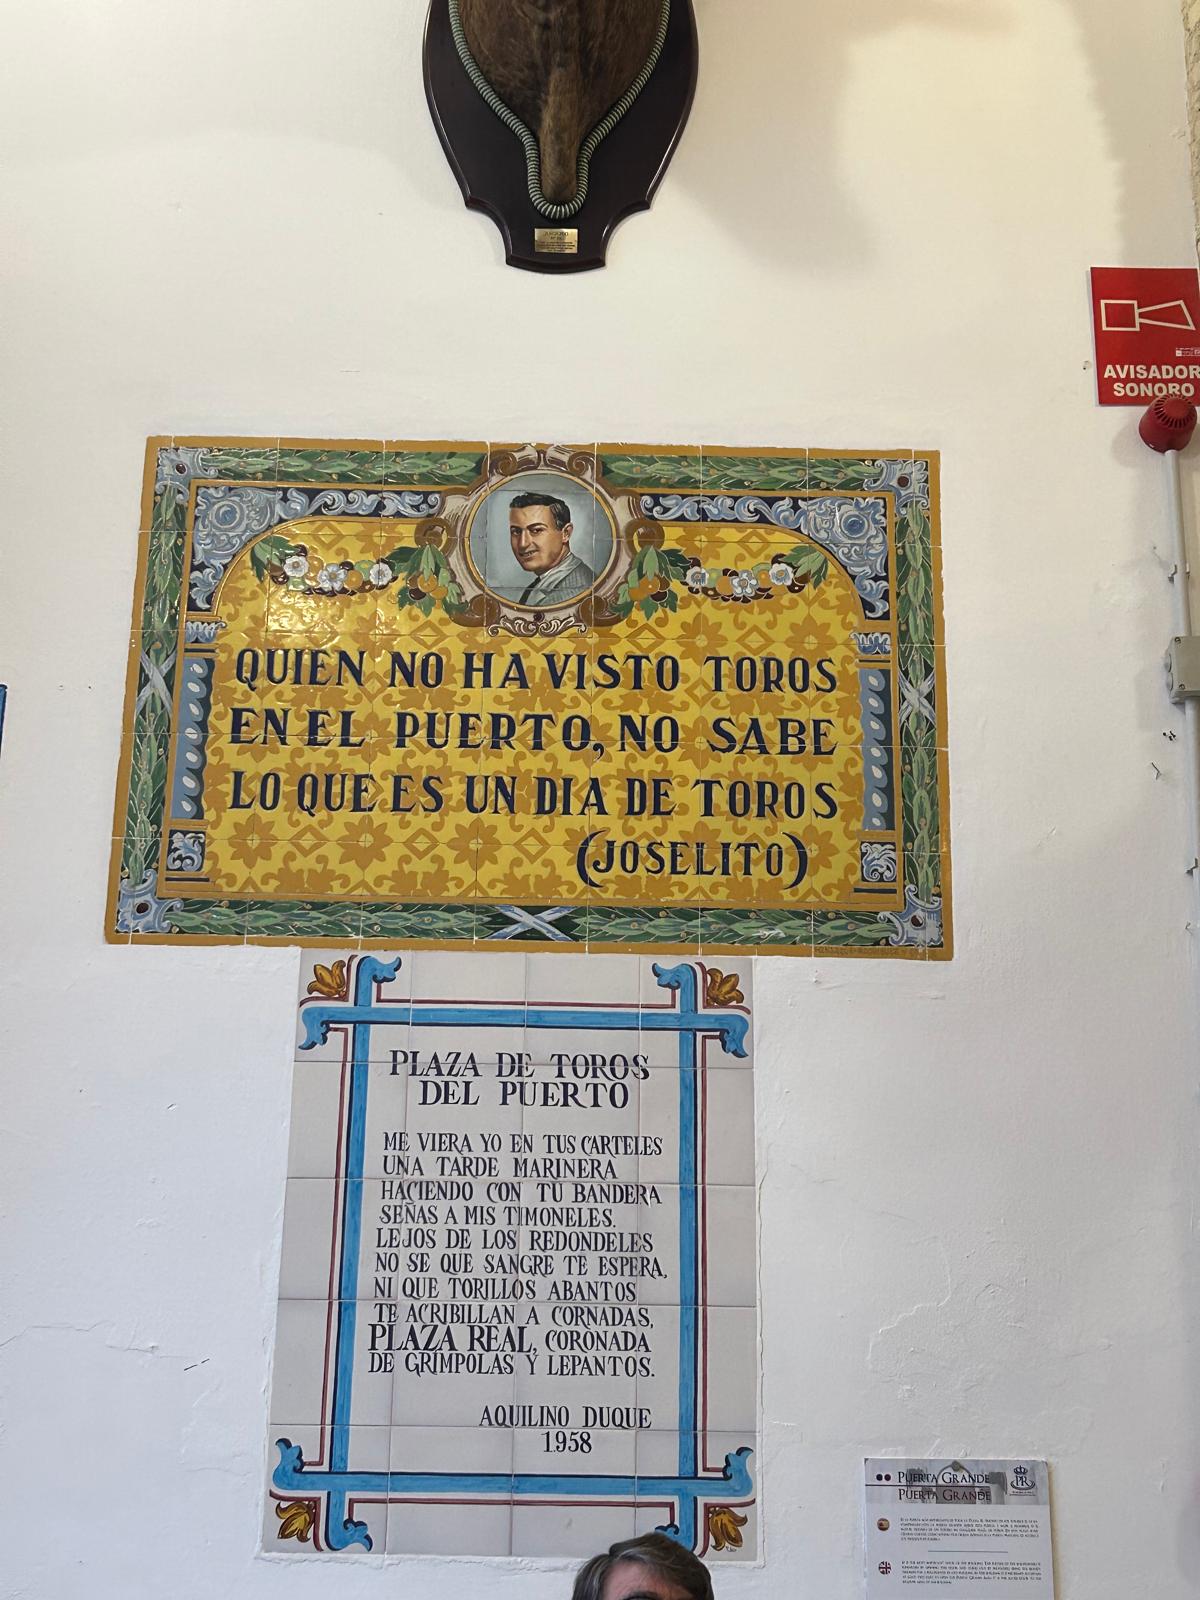 AVISADOR
SONORO
QUIEN NO HA VISTO TOROS
EN EL PUERTO, NO SABE
LO QUE ES UN DIA DE TOROS
(JOSELITO)
PLAZA DE TOROS
DEL PUERTO
ME VIERA YO EN TUS CARTELES
UNA TARDE MARINERA
HACIENDO CON TU BANDERA
SEÑAS A MIS TIMONELES.
LEJOS DE LOS REDONDELES
NO SE QUE SANGRE TE ESPERA,
NI QUE TORILLOS ABANTOS
TE ACRIBILLAN A CORNADAS,
PLAZA REAL, CORONADA
DE GRIMPOLAS Y LEPANTOS.
AQUILINO DUQUE
1.958
PUERTA GRANDE
PUERTA GRANDE
PR